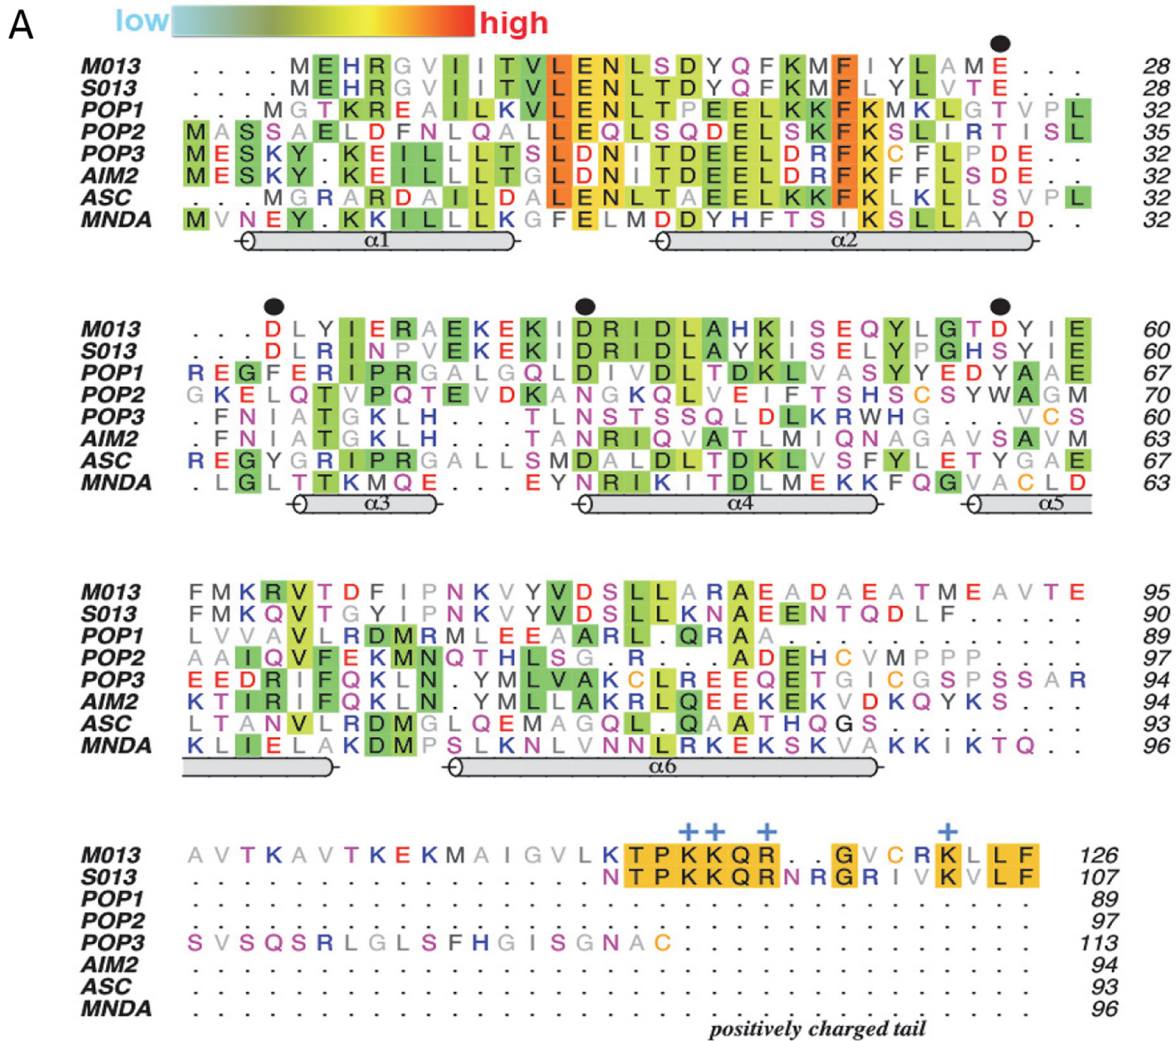 A
low high
M013 . . . . M E H R G V I I T V L E N L S D Y Q F K M F I Y L A M E . . . 28
S013 . . . . M E H R G V I I T V L E N L T D Y Q F K M F L Y L V T E . . . 28
POP1 . . . M G T K R E A I L K V L E N L T P E E L K K F K M K L G T V P L 32
POP2 M A S S A E L D F N L Q A L L E Q L S Q D E L S K F K S L I R T I S L 35
POP3 M E S K Y . K E I L L L T S L D N I T D E E L D R F K C F L P D E . . 32
AIM2 M E S K Y . K E I L L L T G L D N I T D E E L D R F K F F L S D E . . 32
ASC . . . M G R A R D A I L D A L E N L T A E E L K K F K L K L L S V P L 32
MNDA M V N E Y . K K I L L L K G F E L M D D Y H F T S I K S L L A Y D . . 32
α1 α2
M013 . . . D L Y I E R A E K E K I D R I D L A H K I S E Q Y L G T D Y I E 60
S013 . . . D L R I N P V E K E K I D R I D L A Y K I S E L Y P G H S Y I E 60
POP1 R E G F E R I P R G A L G Q L D I V D L T D K L V A S Y Y E D Y A A E 67
POP2 G K E L Q T V P Q T E V D K A N G K Q L V E I F T S H S C S Y W A G M 70
POP3 . F N I A T G K L H . . . T L N S T S S Q L D L K R W H G . . . V C S 60
AIM2 . F N I A T G K L H . . . T A N R I Q V A T L M I Q N A G A V S A V M 63
ASC R E G Y G R I P R G A L L S M D A L D L T D K L V S F Y L E T Y G A E 67
MNDA . L G L T T K M Q E . . . E Y N R I K I T D L M E K K F Q G V A C L D 63
α3 α4 α5
M013 F M K R V T D F I P N K V Y V D S L L A R A E A D A E A T M E A V T E 95
S013 F M K Q V T G Y I P N K V Y V D S L L K N A E E N T Q D L F . . . . . 90
POP1 L V V A V L R D M R M L E E A A R L . Q R A A . . . . . . . . . . . . 89
POP2 A A I Q V F E K M N Q T H L S G . R . . . A D E H C V M P P P . . . . 97
POP3 E E D R I F Q K L N . Y M L V A K C L R E E Q E T G I C G S P S S A R 94
AIM2 K T I R I F Q K L N . Y M L L A K R L Q E E K E K V D K Q Y K S . . . 94
ASC L T A N V L R D M G L Q E M A G Q L . Q A A T H Q G S . . . . . . . . 93
MNDA K L I E L A K D M P S L K N L V N N L R K E K S K V A K K I K T Q . . 96
α6
+ + + +
M013 A V T K A V T K E K M A I G V L K T P K K Q R . . G V C R K L L F 126
S013 . . . . . . . . . . . . . . . . N T P K K Q R N R G R I V K V L F 107
POP1 . . . . . . . . . . . . . . . . . . . . . . . . . . . . . . . . . 89
POP2 . . . . . . . . . . . . . . . . . . . . . . . . . . . . . . . . . 97
POP3 S V S Q S R L G L S F H G I S G N A C . . . . . . . . . . . . . . 113
AIM2 . . . . . . . . . . . . . . . . . . . . . . . . . . . . . . . . . 94
ASC . . . . . . . . . . . . . . . . . . . . . . . . . . . . . . . . . 93
MNDA . . . . . . . . . . . . . . . . . . . . . . . . . . . . . . . . . 96
positively charged tail